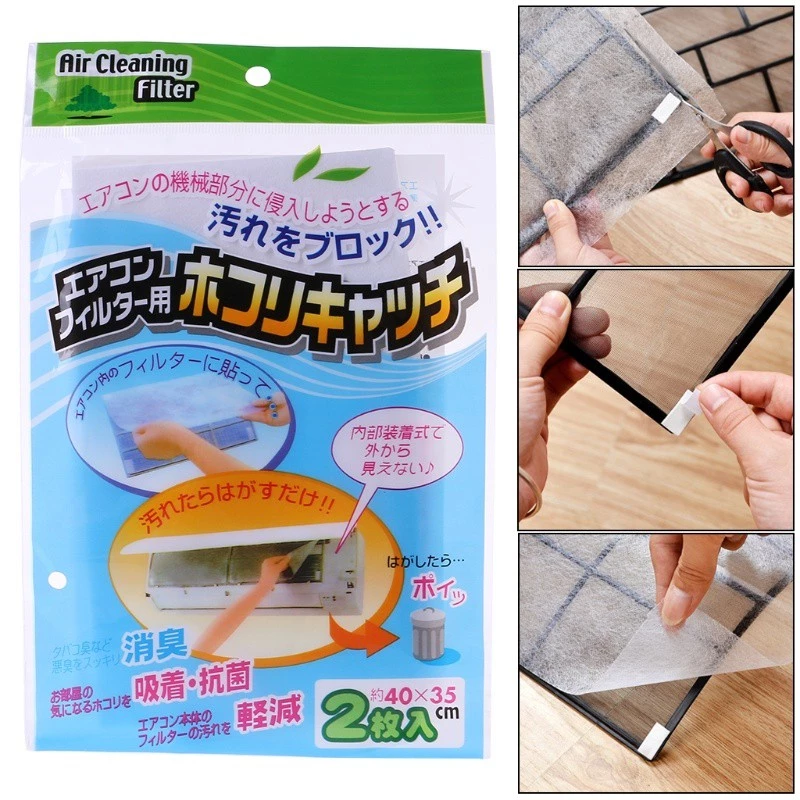 Air Cleaning
Filter
エアコンの機械部分に侵入しようとする
汚れをブロック!!
エアコン
フィルター用
ホコリキャッチ
エアコン内のフィルターに貼って
内部装着式で
外から
見えない♪
汚れたらはがすだけ!!
はがしたら…
ポイッ
タバコ臭など
悪臭をスッキリ
消臭
お部屋の
気になるホコリを
吸着・抗菌
エアコン本体の
フィルターの汚れを
軽減
約40×35cm
2枚入